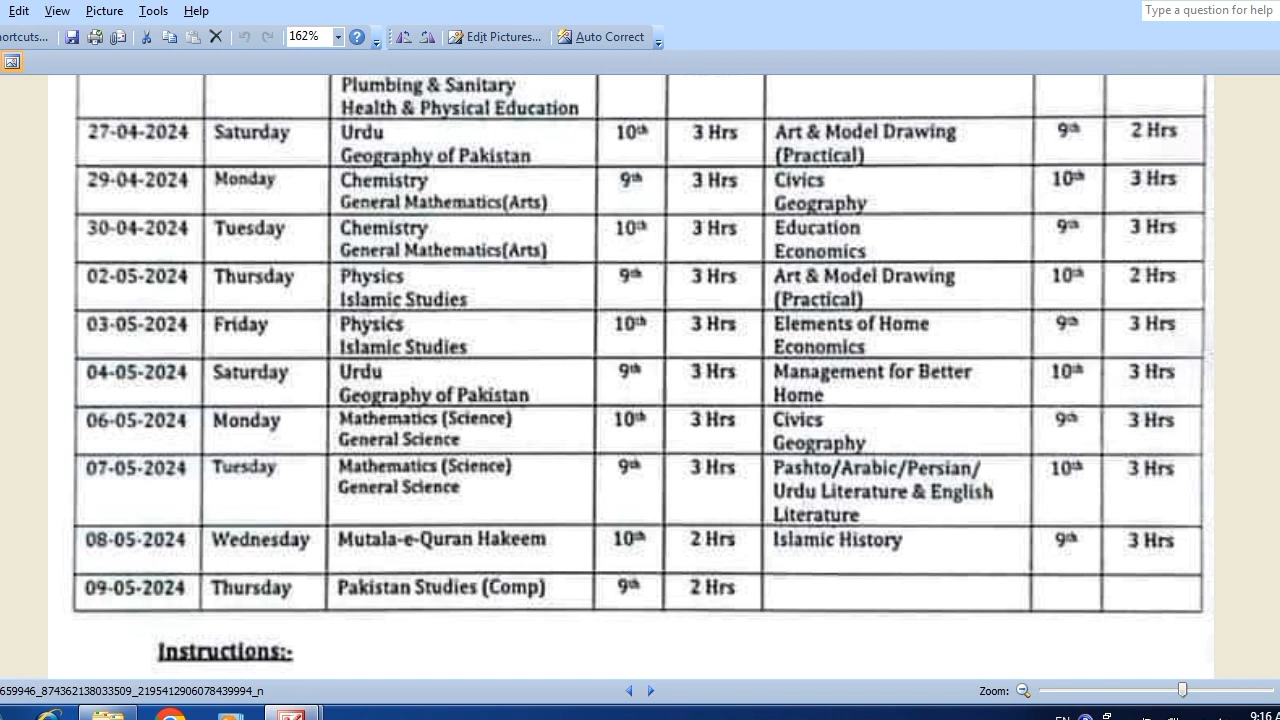 Edit View Picture Tools Help Type a question for help
ortcuts... 162% Edit Pictures... Auto Correct
Plumbing & Sanitary
Health & Physical Education
27-04-2024 Saturday Urdu 10th 3 Hrs Art & Model Drawing 9th 2 Hrs
Geography of Pakistan (Practical)
29-04-2024 Monday Chemistry 9th 3 Hrs Civics 10th 3 Hrs
General Mathematics(Arts) Geography
30-04-2024 Tuesday Chemistry 10th 3 Hrs Education 9th 3 Hrs
General Mathematics(Arts) Economics
02-05-2024 Thursday Physics 9th 3 Hrs Art & Model Drawing 10th 2 Hrs
Islamic Studies (Practical)
03-05-2024 Friday Physics 10th 3 Hrs Elements of Home 9th 3 Hrs
Islamic Studies Economics
04-05-2024 Saturday Urdu 9th 3 Hrs Management for Better 10th 3 Hrs
Geography of Pakistan Home
06-05-2024 Monday Mathematics (Science) 10th 3 Hrs Civics 9th 3 Hrs
General Science Geography
07-05-2024 Tuesday Mathematics (Science) 9th 3 Hrs Pashto/Arabic/Persian/ 10th 3 Hrs
General Science Urdu Literature & English
Literature
08-05-2024 Wednesday Mutala-e-Quran Hakeem 10th 2 Hrs Islamic History 9th 3 Hrs
09-05-2024 Thursday Pakistan Studies (Comp) 9th 2 Hrs
Instructions:-
659946_874362138033509_2195412906078439994_n Zoom:
EN 9:16